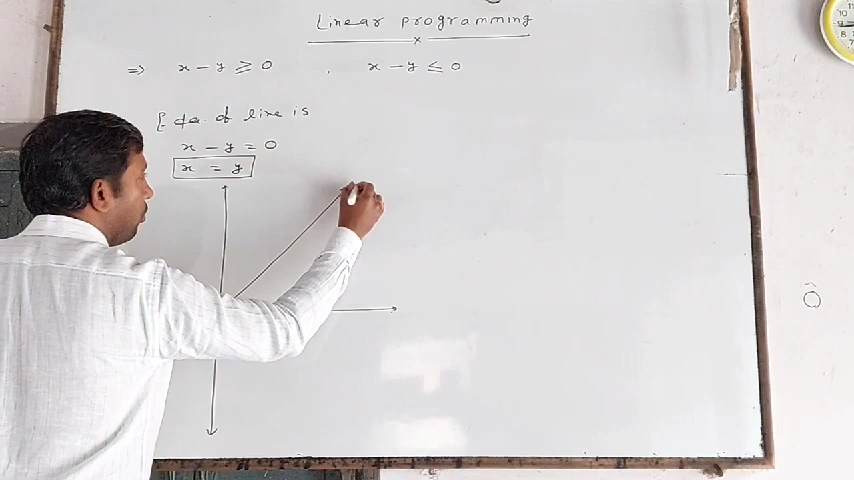 Linear programming
⇒ x − y ≥ 0 , x − y ≤ 0
Eqn. of line is
x − y = 0
x = y